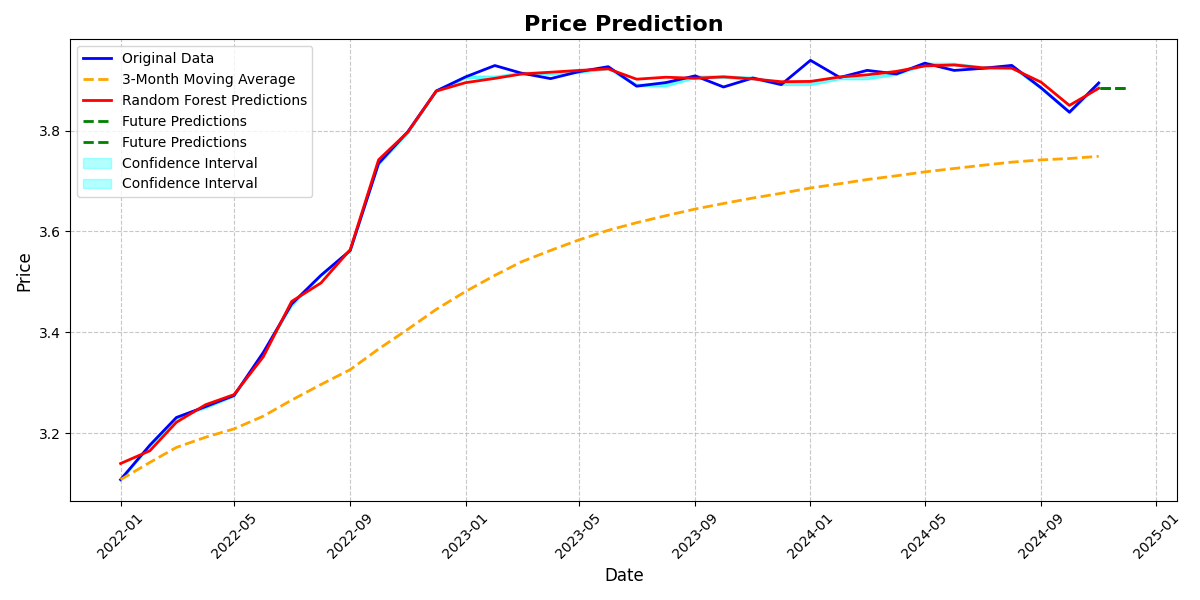 Price Prediction
Original Data
3-Month Moving Average
Random Forest Predictions
Future Predictions
Future Predictions
Confidence Interval
Confidence Interval
Price
3.8
3.6
3.4
3.2
2022-01
2022-05
2022-09
2023-01
2023-05
2023-09
2024-01
2024-05
2024-09
2025-01
Date